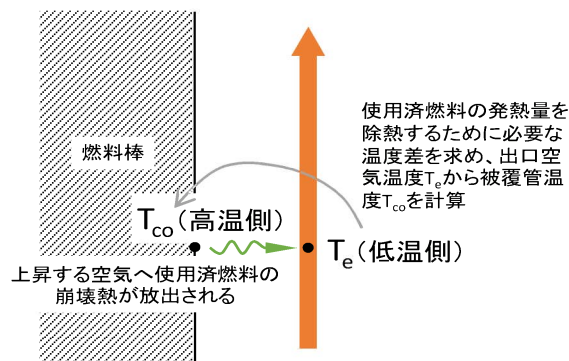 燃料棒
使用済燃料の発熱量を
除熱するために必要な
温度差を求め、出口空
気温度Teから被覆管温
度Tcoを計算
Tco(高温側)
Te(低温側)
上昇する空気へ使用済燃料の
崩壊熱が放出される